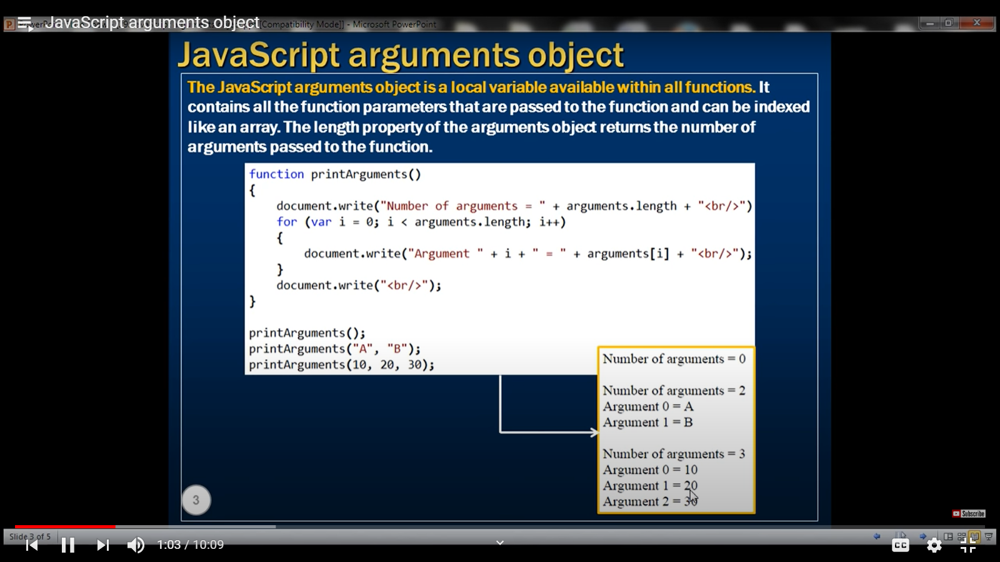 JavaScript arguments object
[Compatibility Mode]] - Microsoft PowerPoint
JavaScript arguments object
The JavaScript arguments object is a local variable available within all functions. It
contains all the function parameters that are passed to the function and can be indexed
like an array. The length property of the arguments object returns the number of
arguments passed to the function.
function printArguments()
{
document.write("Number of arguments = " + arguments.length + "<br/>")
for (var i = 0; i < arguments.length; i++)
{
document.write("Argument " + i + " = " + arguments[i] + "<br/>");
}
document.write("<br/>");
}
printArguments();
printArguments("A", "B");
printArguments(10, 20, 30);
Number of arguments = 0
Number of arguments = 2
Argument 0 = A
Argument 1 = B
Number of arguments = 3
Argument 0 = 10
Argument 1 = 20
Argument 2 = 30
3
Subscribe
Slide 3 of 5
1:03 / 10:09
CC